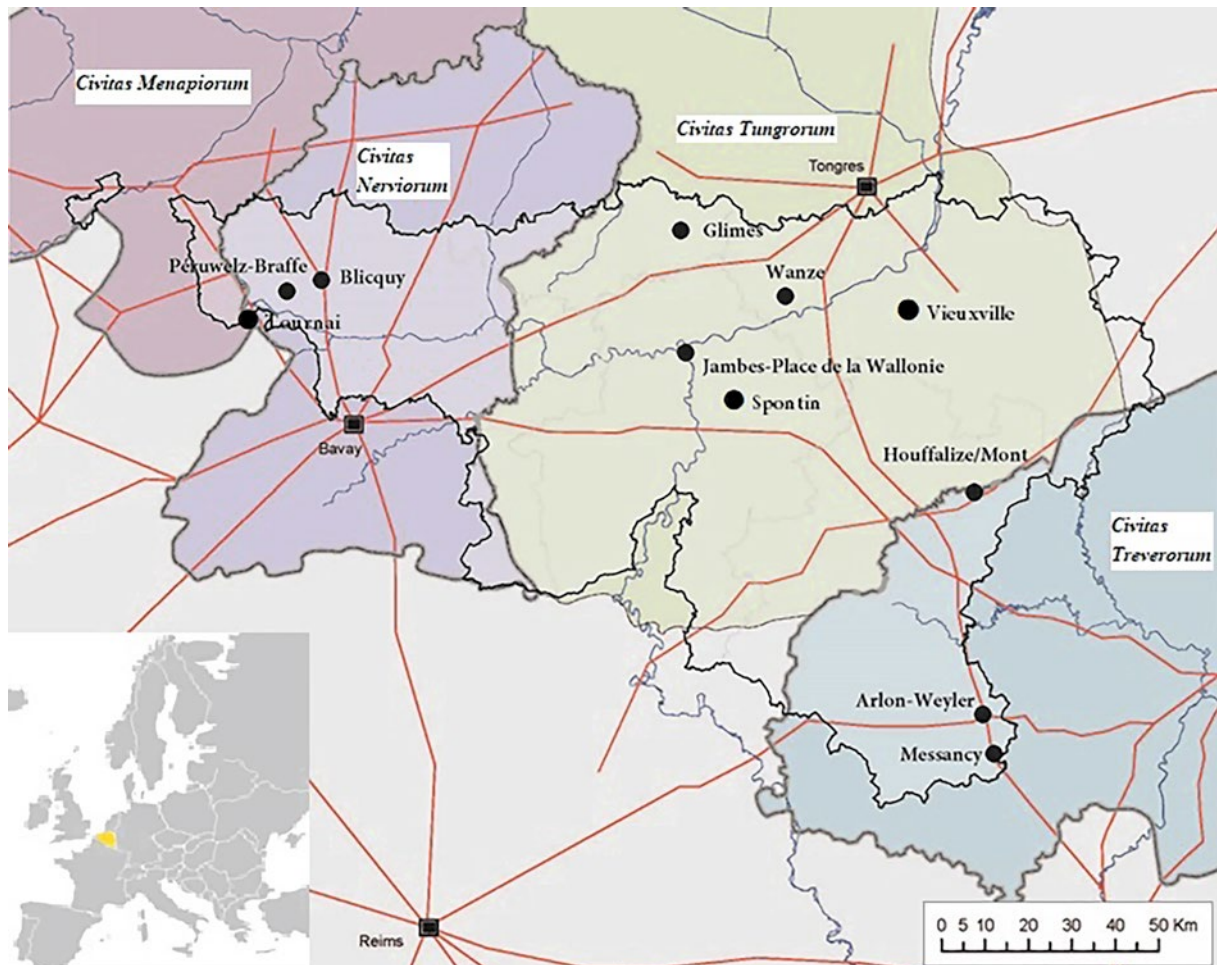 Civitas Menapiorum
Civitas
Nerviorum
Civitas Tungrorum
Tongres
Glimes
Péruwelz-Braffe
Blicquy
Wanze
Tournai
Vieuxville
Jambes-Place de la Wallonie
Spontin
Bavay
Houffalize/Mont
Civitas
Treverorum
Arlon-Weyler
Messancy
Reims
0 5 10 20 30 40 50 Km